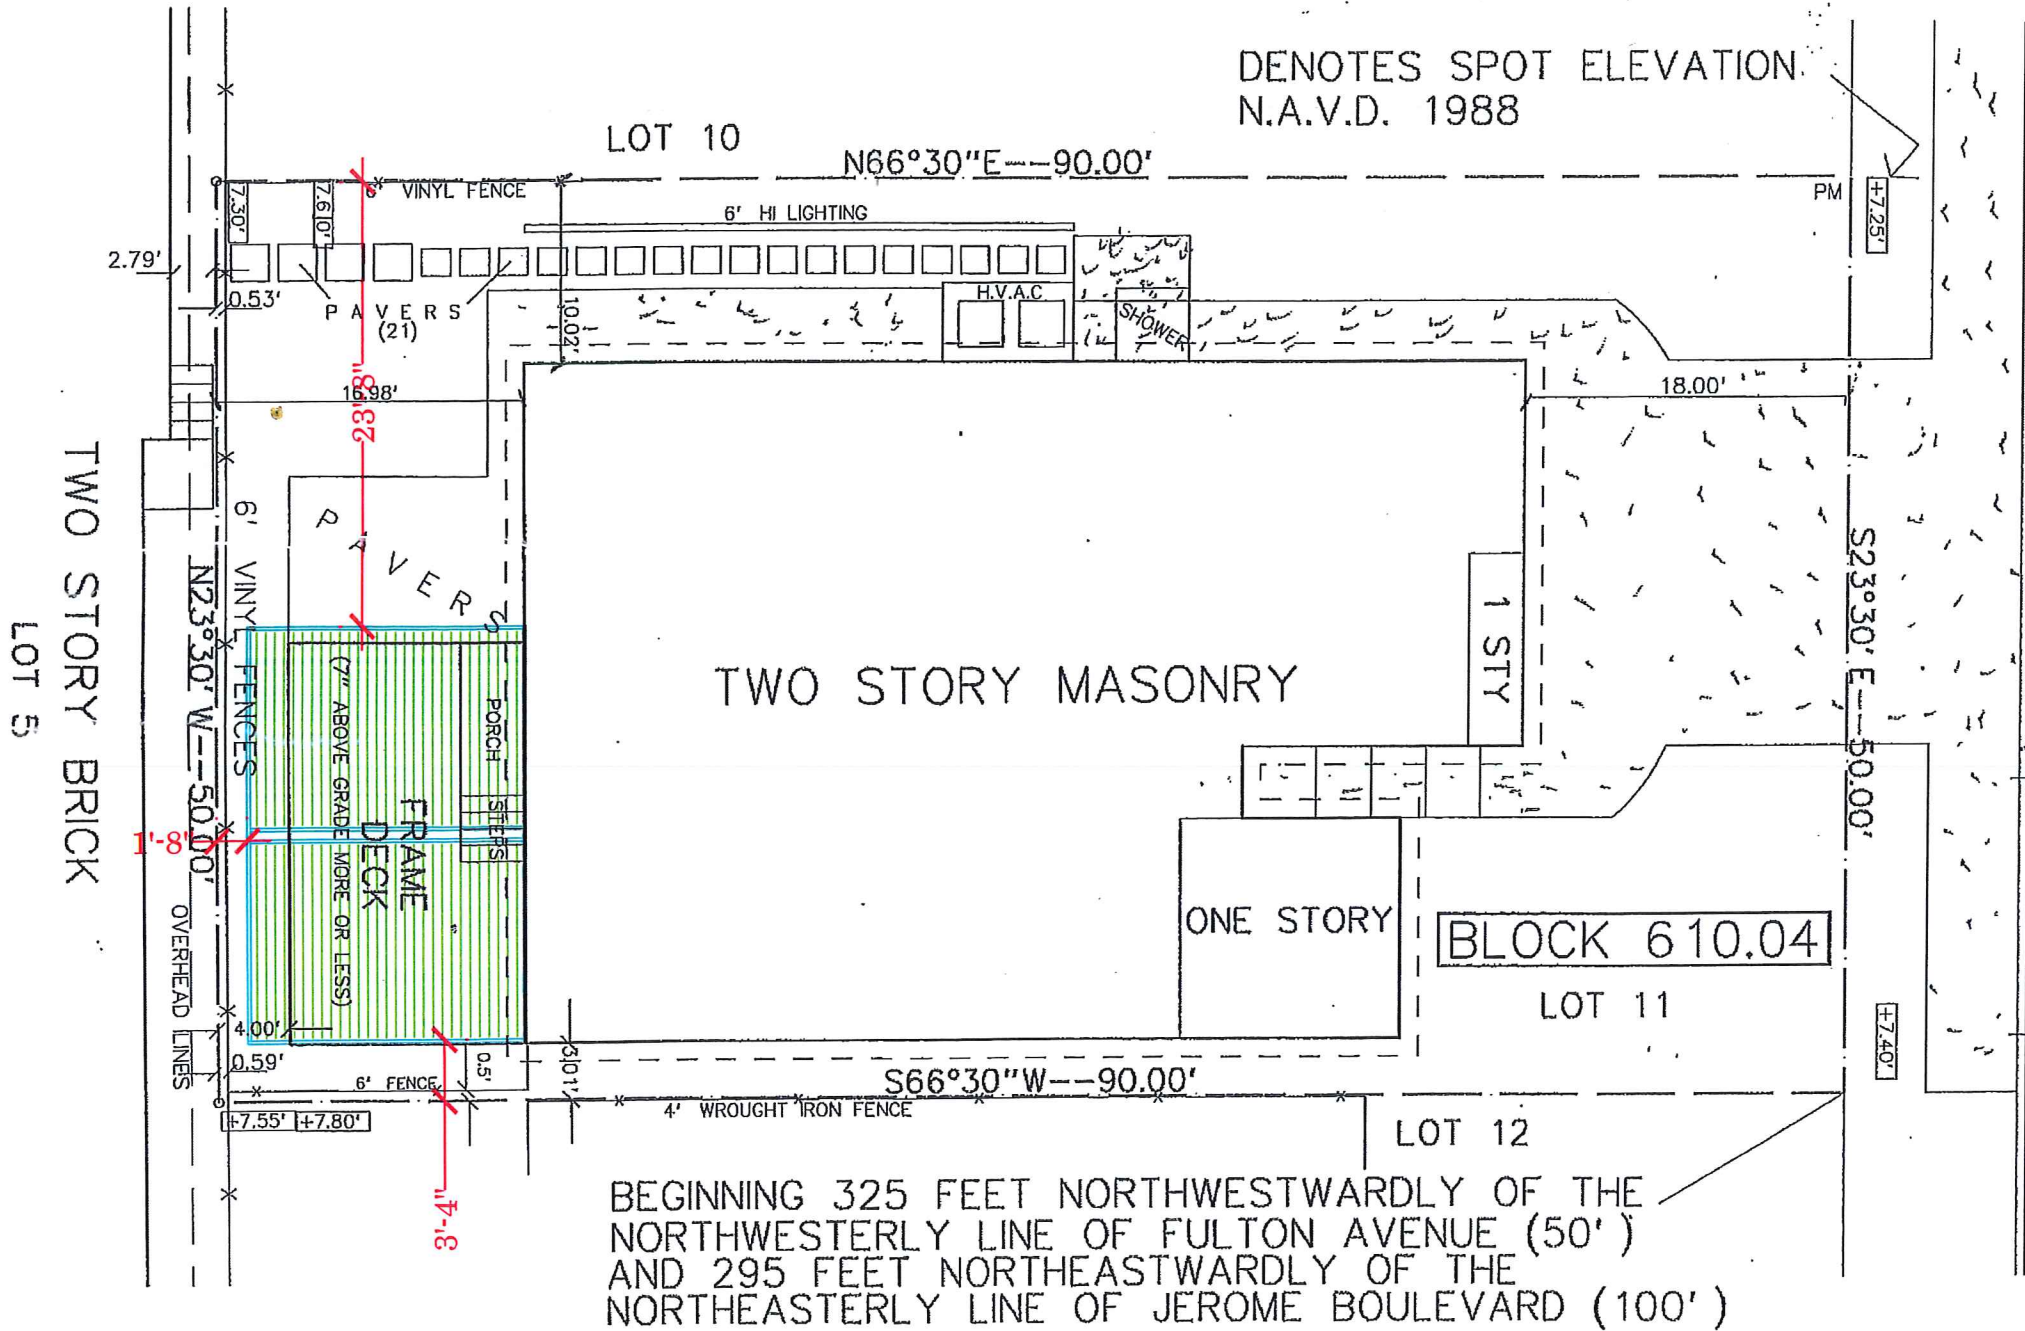 DENOTES SPOT ELEVATION
N.A.V.D. 1988
LOT 10
N66°30"E--90.00'
PM
+7.25'
VINYL FENCE
7.30'
7.60'
6' HI LIGHTING
2.79'
0.53'
PAVERS
(21)
10.02'
H.V.A.C
SHOWER
16.98'
23'-8"
18.00'
TWO STORY BRICK
LOT 5
6' VINYL FENCES
N23°30' W--50.00'
PAVERS
S23°30' E--50.00'
1 STY
TWO STORY MASONRY
PORCH
STEPS
FRAME
DECK
(7" ABOVE GRADE MORE OR LESS)
1'-8"
OVERHEAD LINES
ONE STORY
BLOCK 610.04
LOT 11
+7.40'
4.00'
0.59'
6' FENCE
0.5'
3.01'
S66°30"W--90.00'
4' WROUGHT IRON FENCE
+7.55' +7.80'
LOT 12
3'-4"
BEGINNING 325 FEET NORTHWESTWARDLY OF THE
NORTHWESTERLY LINE OF FULTON AVENUE (50')
AND 295 FEET NORTHEASTWARDLY OF THE
NORTHEASTERLY LINE OF JEROME BOULEVARD (100')